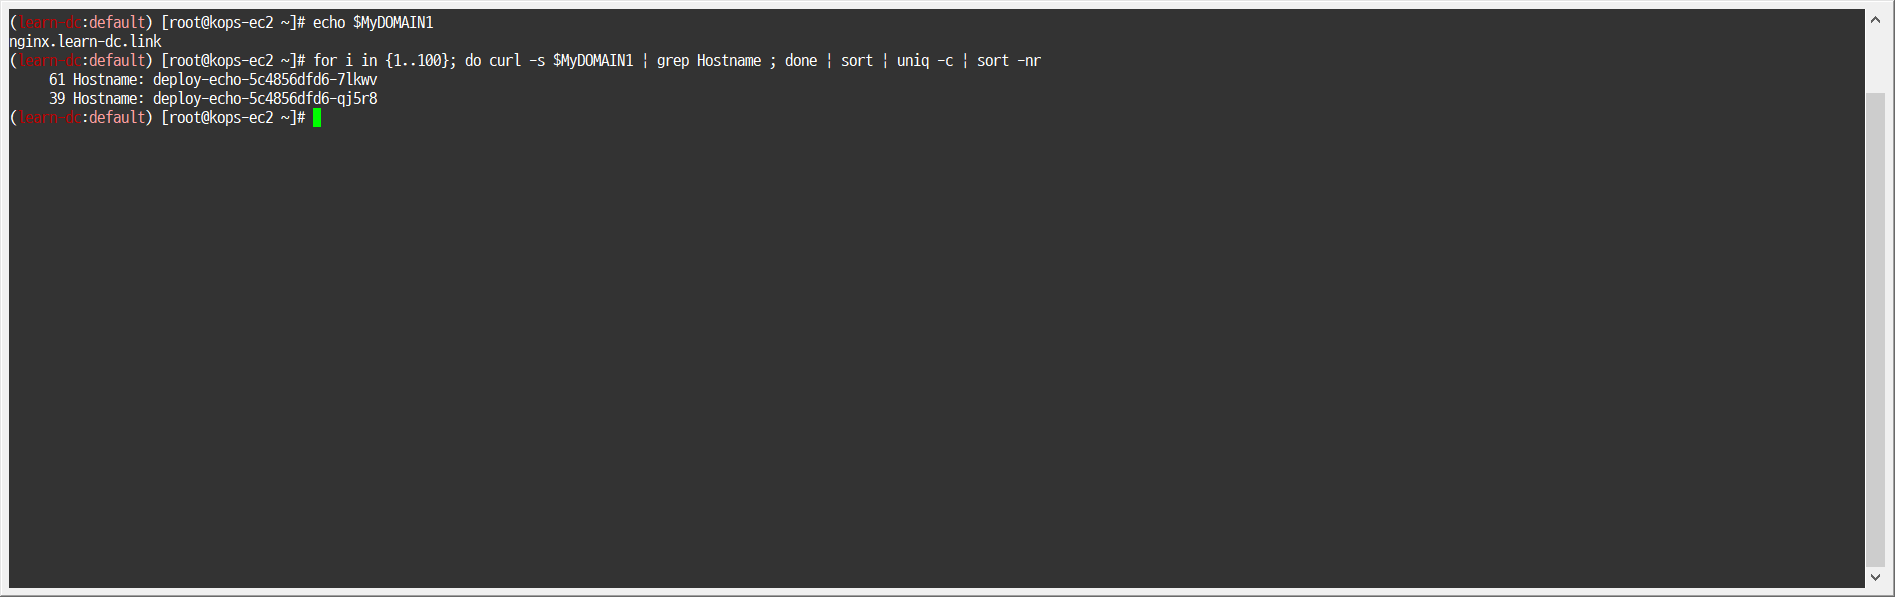 (learn-dc:default) [root@kops-ec2 ~]# echo $MyDOMAIN1
nginx.learn-dc.link
(learn-dc:default) [root@kops-ec2 ~]# for i in {1..100}; do curl -s $MyDOMAIN1 | grep Hostname ; done | sort | uniq -c | sort -nr
     61 Hostname: deploy-echo-5c4856dfd6-7lkwv
     39 Hostname: deploy-echo-5c4856dfd6-qj5r8
(learn-dc:default) [root@kops-ec2 ~]#